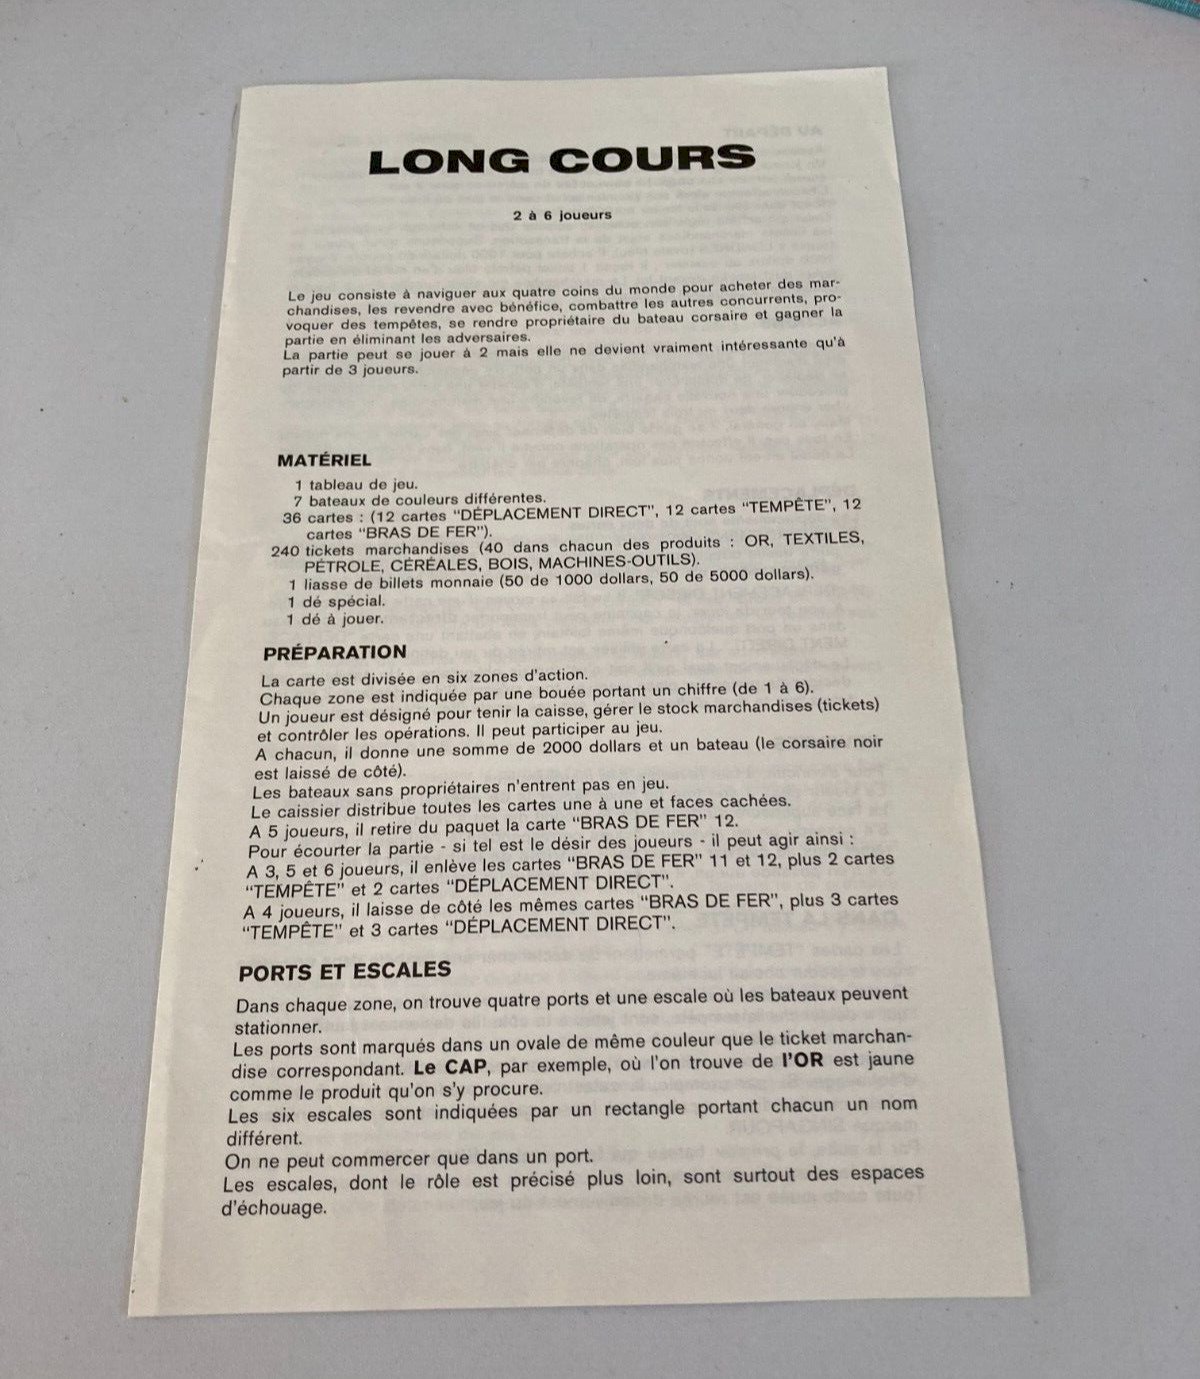 LONG COURS
2 à 6 joueurs
Le jeu consiste à naviguer aux quatre coins du monde pour acheter des mar-
chandises, les revendre avec bénéfice, combattre les autres concurrents, pro-
voquer des tempêtes, se rendre propriétaire du bateau corsaire et gagner la
partie en éliminant les adversaires.
La partie peut se jouer à 2 mais elle ne devient vraiment intéressante qu'à
partir de 3 joueurs.
MATÉRIEL
1 tableau de jeu.
7 bateaux de couleurs différentes.
36 cartes : (12 cartes "DÉPLACEMENT DIRECT", 12 cartes "TEMPÊTE", 12
cartes "BRAS DE FER").
240 tickets marchandises (40 dans chacun des produits : OR, TEXTILES,
PÉTROLE, CÉRÉALES, BOIS, MACHINES-OUTILS).
1 liasse de billets monnaie (50 de 1000 dollars, 50 de 5000 dollars).
1 dé spécial.
1 dé à jouer.
PRÉPARATION
La carte est divisée en six zones d'action.
Chaque zone est indiquée par une bouée portant un chiffre (de 1 à 6).
Un joueur est désigné pour tenir la caisse, gérer le stock marchandises (tickets)
et contrôler les opérations. Il peut participer au jeu.
A chacun, il donne une somme de 2000 dollars et un bateau (le corsaire noir
est laissé de côté).
Les bateaux sans propriétaires n'entrent pas en jeu.
Le caissier distribue toutes les cartes une à une et faces cachées.
A 5 joueurs, il retire du paquet la carte "BRAS DE FER" 12.
Pour écourter la partie - si tel est le désir des joueurs - il peut agir ainsi :
A 3, 5 et 6 joueurs, il enlève les cartes "BRAS DE FER" 11 et 12, plus 2 cartes
"TEMPÊTE" et 2 cartes "DÉPLACEMENT DIRECT".
A 4 joueurs, il laisse de côté les mêmes cartes "BRAS DE FER", plus 3 cartes
"TEMPÊTE" et 3 cartes "DÉPLACEMENT DIRECT".
PORTS ET ESCALES
Dans chaque zone, on trouve quatre ports et une escale où les bateaux peuvent
stationner.
Les ports sont marqués dans un ovale de même couleur que le ticket marchan-
dise correspondant. Le CAP, par exemple, où l'on trouve de l'OR est jaune
comme le produit qu'on s'y procure.
Les six escales sont indiquées par un rectangle portant chacun un nom
différent.
On ne peut commercer que dans un port.
Les escales, dont le rôle est précisé plus loin, sont surtout des espaces
d'échouage.